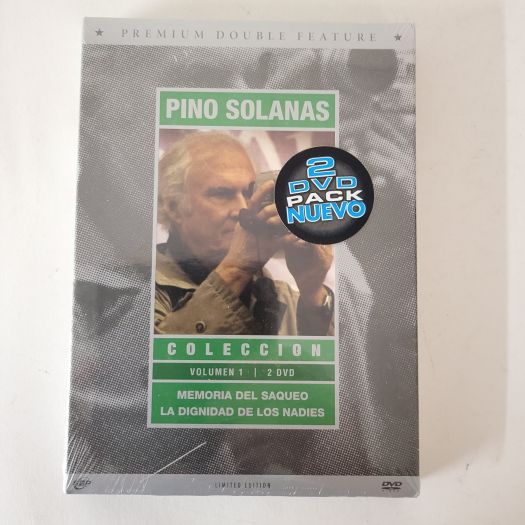 ★ PREMIUM DOUBLE FEATURE ★
PINO SOLANAS
2
DVD
PACK
NUEVO
COLECCION
VOLUMEN 1 | 2 DVD
MEMORIA DEL SAQUEO
LA DIGNIDAD DE LOS NADIES
LIMITED EDITION
DVD